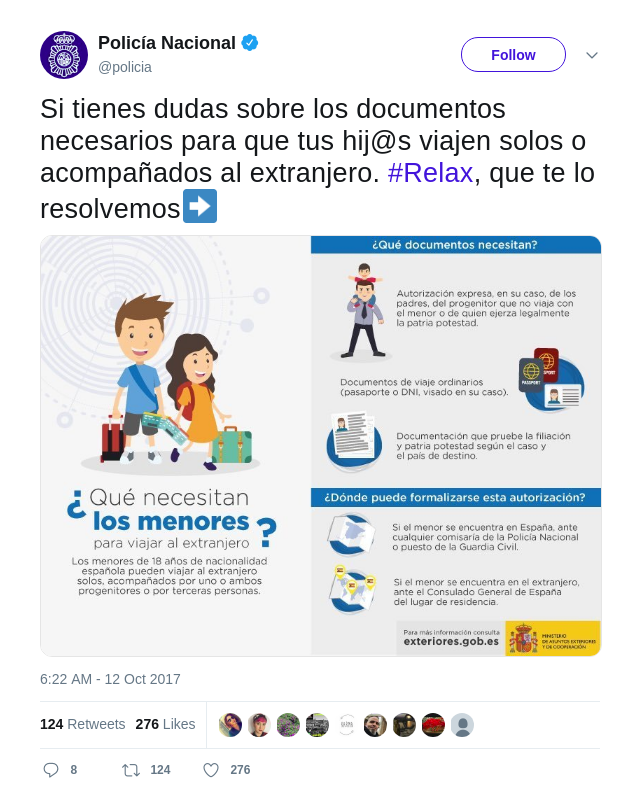 Policía Nacional
@policia
Follow
Si tienes dudas sobre los documentos
necesarios para que tus hij@s viajen solos o
acompañados al extranjero. #Relax, que te lo
resolvemos
¿Qué necesitan
los menores?
para viajar al extranjero
Los menores de 18 años de nacionalidad
española pueden viajar al extranjero
solos, acompañados por uno o ambos
progenitores o por terceras personas.
¿Qué documentos necesitan?
Autorización expresa, en su caso, de los
padres, del progenitor que no viaja con
el menor o de quien ejerza legalmente
la patria potestad.
Documentos de viaje ordinarios
(pasaporte o DNI, visado en su caso).
PASSPORT
Documentación que pruebe la filiación
y patria potestad según el caso y
el país de destino.
¿Dónde puede formalizarse esta autorización?
Si el menor se encuentra en España, ante
cualquier comisaría de la Policía Nacional
o puesto de la Guardia Civil.
Si el menor se encuentra en el extranjero,
ante el Consulado General de España
del lugar de residencia.
Para más información consulta
exteriores.gob.es
MINISTERIO
DE ASUNTOS EXTERIORES
Y DE COOPERACIÓN
6:22 AM - 12 Oct 2017
124 Retweets 276 Likes
8 124 276